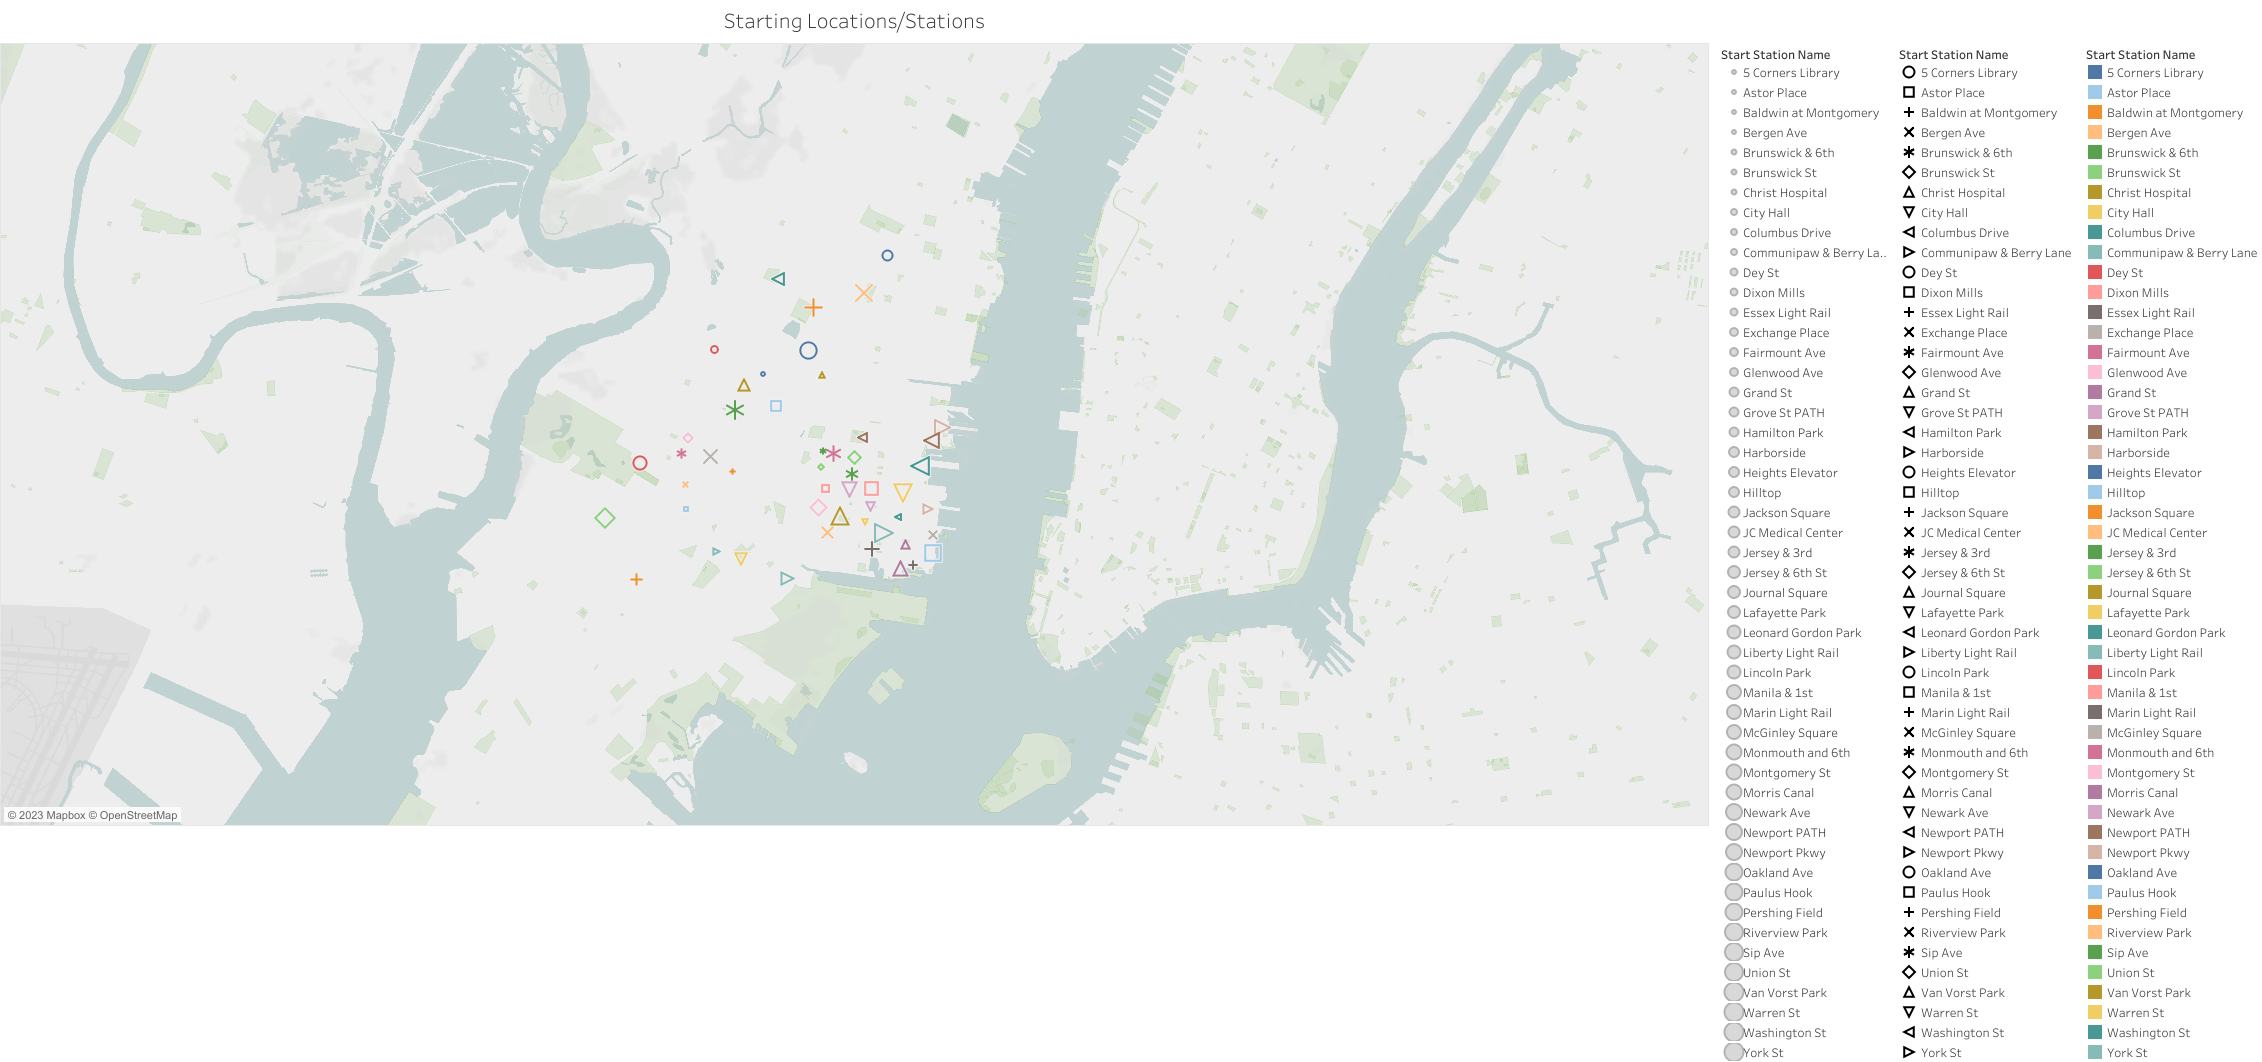 Starting Locations/Stations
Start Station Name
5 Corners Library
Astor Place
Baldwin at Montgomery
Bergen Ave
Brunswick & 6th
Brunswick St
Christ Hospital
City Hall
Columbus Drive
Communipaw & Berry La..
Dey St
Dixon Mills
Essex Light Rail
Exchange Place
Fairmount Ave
Glenwood Ave
Grand St
Grove St PATH
Hamilton Park
Harborside
Heights Elevator
Hilltop
Jackson Square
JC Medical Center
Jersey & 3rd
Jersey & 6th St
Journal Square
Lafayette Park
Leonard Gordon Park
Liberty Light Rail
Lincoln Park
Manila & 1st
Marin Light Rail
McGinley Square
Monmouth and 6th
Montgomery St
Morris Canal
Newark Ave
Newport PATH
Newport Pkwy
Oakland Ave
Paulus Hook
Pershing Field
Riverview Park
Sip Ave
Union St
Van Vorst Park
Warren St
Washington St
York St
Start Station Name
5 Corners Library
Astor Place
Baldwin at Montgomery
Bergen Ave
Brunswick & 6th
Brunswick St
Christ Hospital
City Hall
Columbus Drive
Communipaw & Berry Lane
Dey St
Dixon Mills
Essex Light Rail
Exchange Place
Fairmount Ave
Glenwood Ave
Grand St
Grove St PATH
Hamilton Park
Harborside
Heights Elevator
Hilltop
Jackson Square
JC Medical Center
Jersey & 3rd
Jersey & 6th St
Journal Square
Lafayette Park
Leonard Gordon Park
Liberty Light Rail
Lincoln Park
Manila & 1st
Marin Light Rail
McGinley Square
Monmouth and 6th
Montgomery St
Morris Canal
Newark Ave
Newport PATH
Newport Pkwy
Oakland Ave
Paulus Hook
Pershing Field
Riverview Park
Sip Ave
Union St
Van Vorst Park
Warren St
Washington St
York St
Start Station Name
5 Corners Library
Astor Place
Baldwin at Montgomery
Bergen Ave
Brunswick & 6th
Brunswick St
Christ Hospital
City Hall
Columbus Drive
Communipaw & Berry Lane
Dey St
Dixon Mills
Essex Light Rail
Exchange Place
Fairmount Ave
Glenwood Ave
Grand St
Grove St PATH
Hamilton Park
Harborside
Heights Elevator
Hilltop
Jackson Square
JC Medical Center
Jersey & 3rd
Jersey & 6th St
Journal Square
Lafayette Park
Leonard Gordon Park
Liberty Light Rail
Lincoln Park
Manila & 1st
Marin Light Rail
McGinley Square
Monmouth and 6th
Montgomery St
Morris Canal
Newark Ave
Newport PATH
Newport Pkwy
Oakland Ave
Paulus Hook
Pershing Field
Riverview Park
Sip Ave
Union St
Van Vorst Park
Warren St
Washington St
York St
© 2023 Mapbox © OpenStreetMap